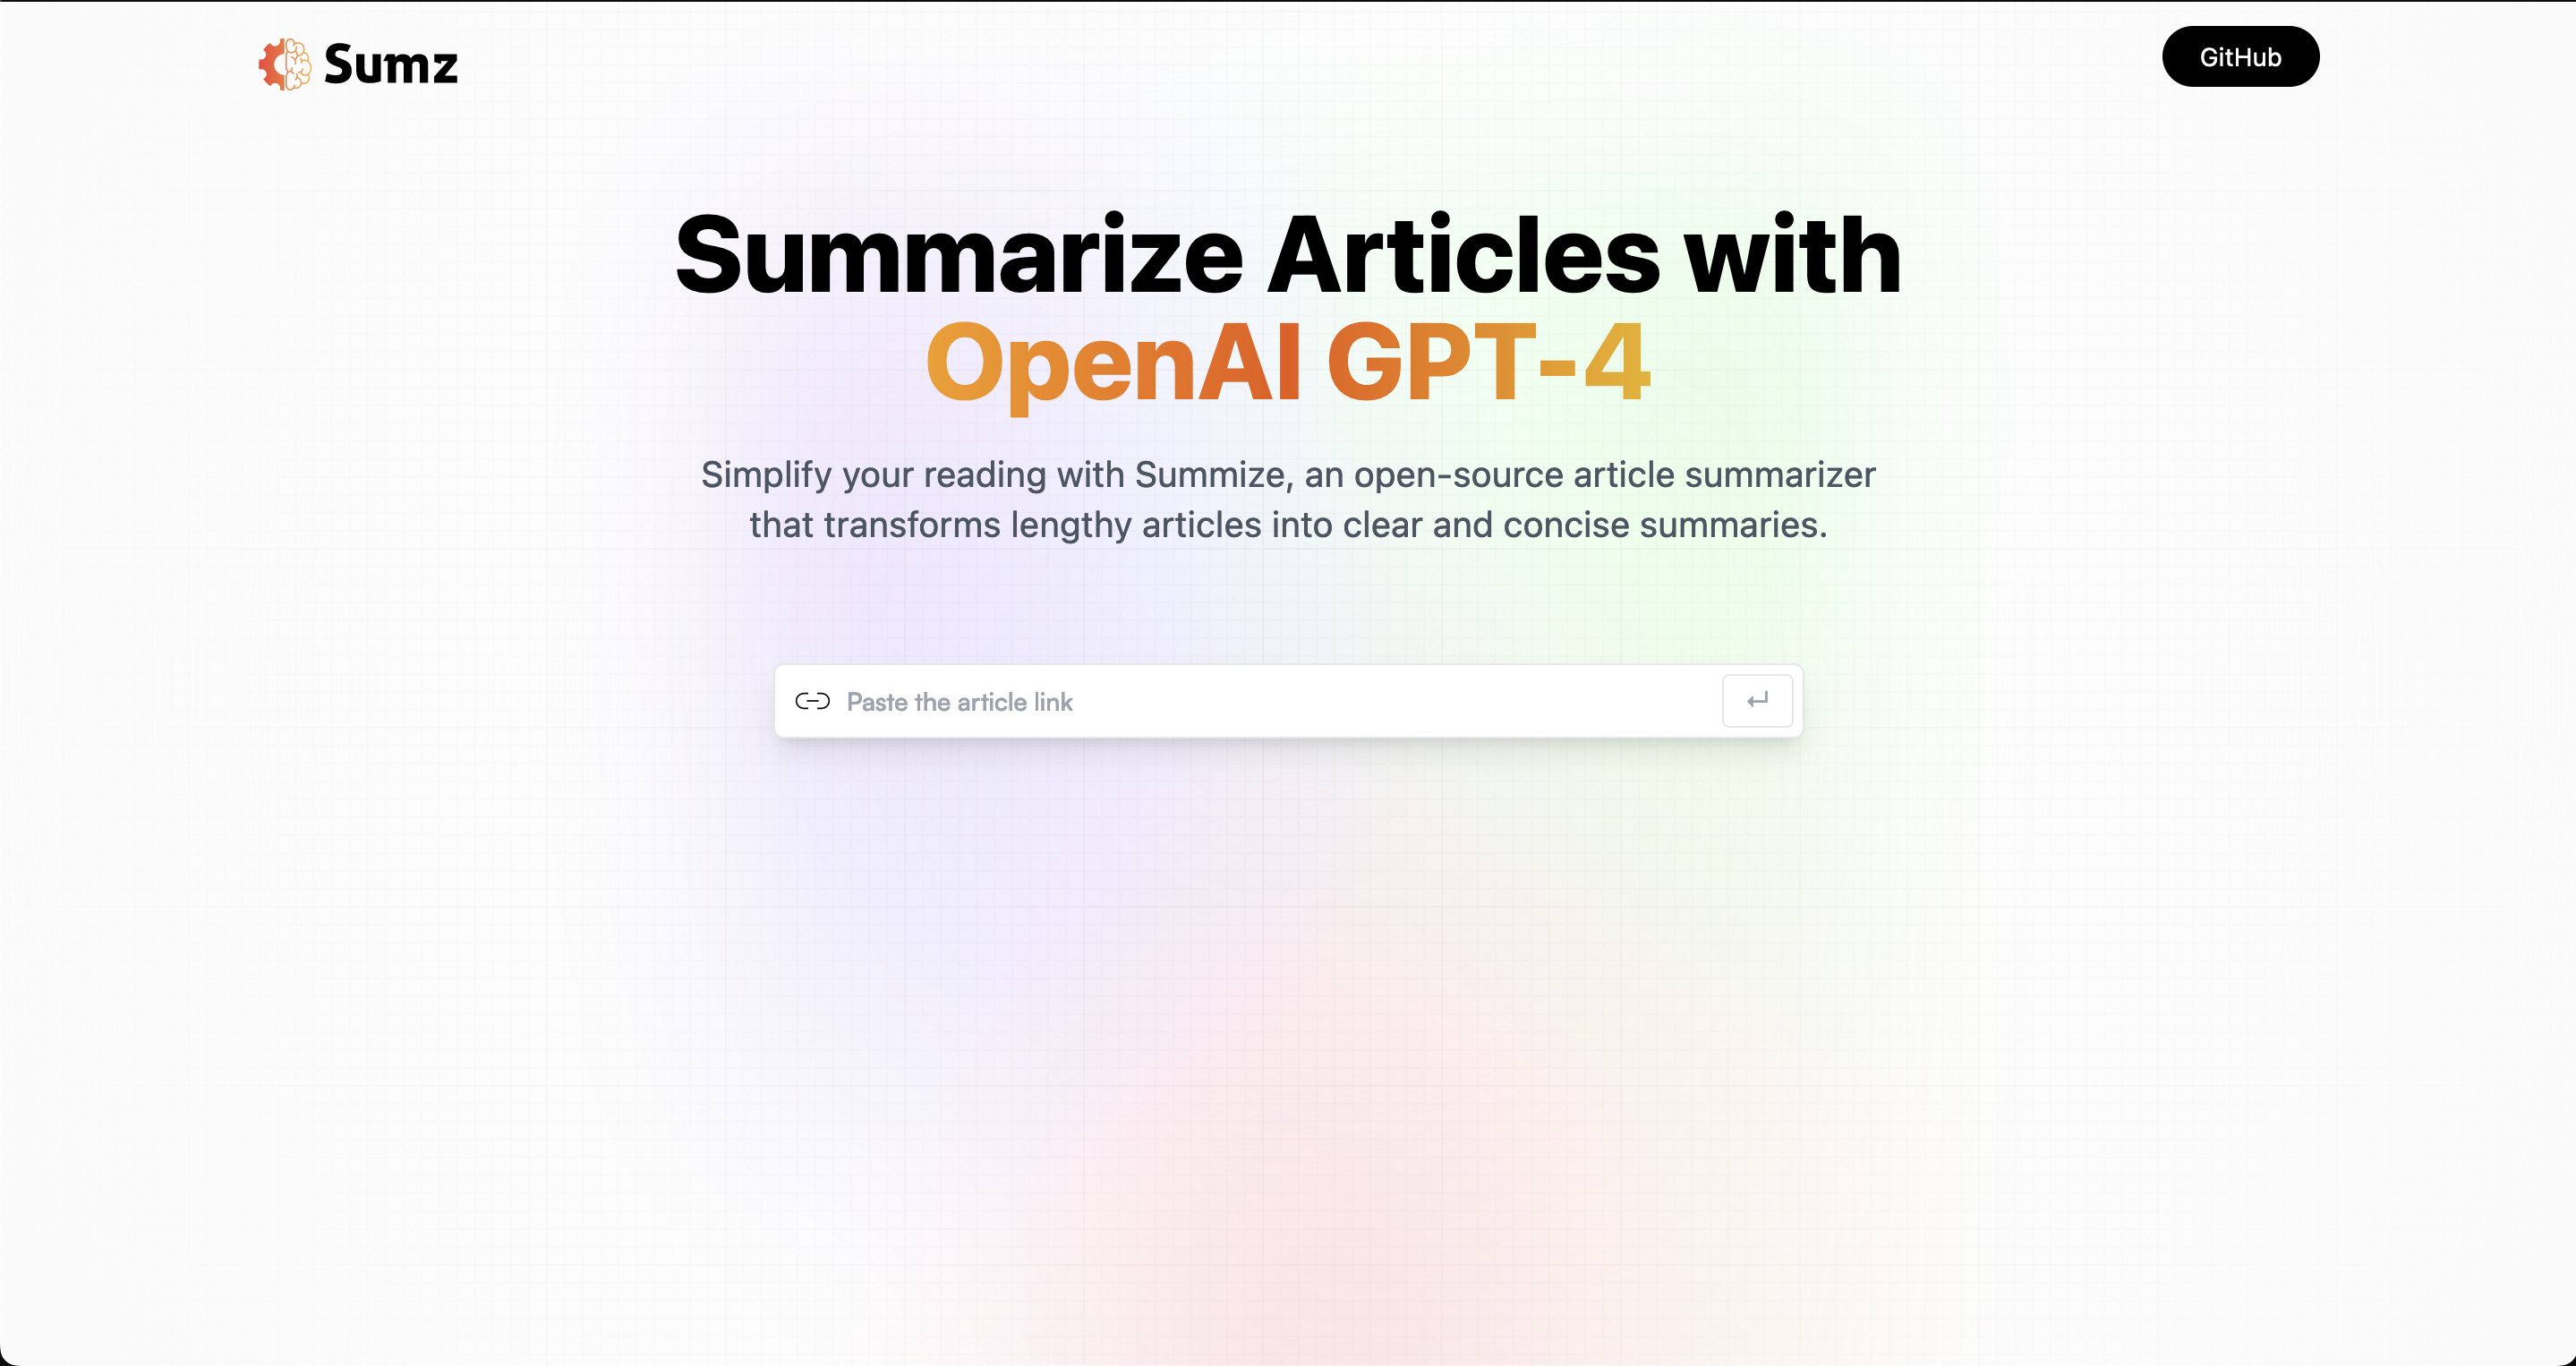 Sumz
GitHub
Summarize Articles with
OpenAI GPT-4
Simplify your reading with Summize, an open-source article summarizer
that transforms lengthy articles into clear and concise summaries.
Paste the article link